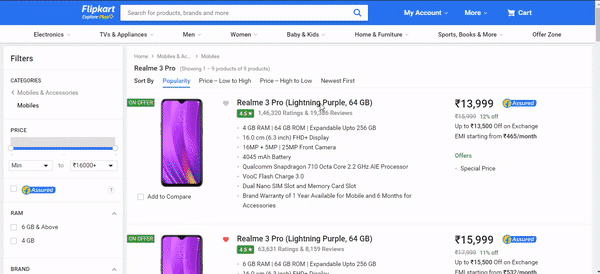 Flipkart
Explore Plus
Search for products, brands and more
My Account
More
Cart
Electronics
TVs & Appliances
Men
Women
Baby & Kids
Home & Furniture
Sports, Books & More
Offer Zone
Filters
CATEGORIES
Mobiles & Accessories
Mobiles
PRICE
Min
to
₹16000+
Assured
?
RAM
6 GB & Above
4 GB
BRAND
Home
Mobiles & Ac...
Mobiles
Realme 3 Pro (Showing 1 – 9 products of 9 products)
Sort By
Popularity
Price – Low to High
Price – High to Low
Newest First
ON OFFER
Add to Compare
Realme 3 Pro (Lightning Purple, 64 GB)
4.5 ★ 1,46,320 Ratings & Reviews
4 GB RAM | 64 GB ROM | Expandable Upto 256 GB
16.0 cm (6.3 inch) FHD+ Display
16MP + 5MP | 25MP Front Camera
4045 mAh Battery
Qualcomm Snapdragon 710 Octa Core 2.2 GHz AIE Processor
VooC Flash Charge 3.0
Dual Nano SIM Slot and Memory Card Slot
Brand Warranty of 1 Year Available for Mobile and 6 Months for
Accessories
₹13,999
Assured
₹15,999 12% off
Up to ₹13,500 Off on Exchange
EMI starting from ₹465/month
Offers
Special Price
ON OFFER
Realme 3 Pro (Lightning Purple, 64 GB)
4.5 ★ 63,631 Ratings & 8,159 Reviews
6 GB RAM | 64 GB ROM | Expandable Upto 256 GB
16.0 cm (6.3 inch) FHD+ Display
₹15,999
Assured
₹17,999 11% off
Up to ₹15,500 Off on Exchange
EMI starting from ₹532/month